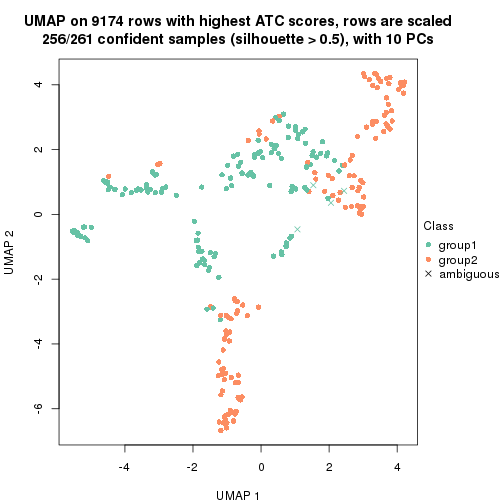 UMAP on 9174 rows with highest ATC scores, rows are scaled
256/261 confident samples (silhouette > 0.5), with 10 PCs
4
2
0
-2
-4
-6
UMAP 2
Class
group1
group2
ambiguous
-4
-2
0
2
4
UMAP 1